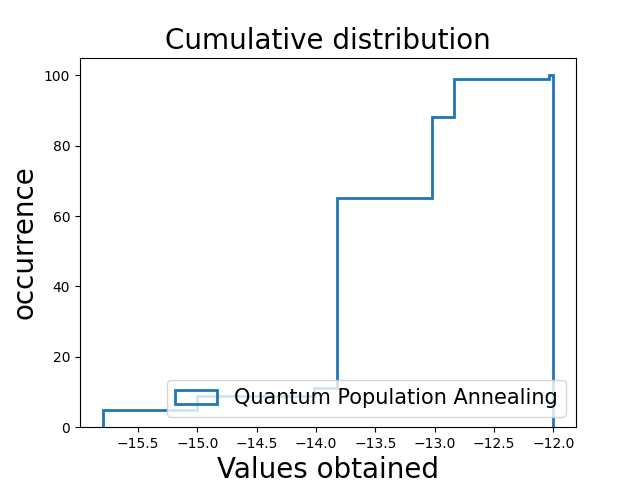 Cumulative distribution
occurrence
100
80
60
40
20
0
−15.5 −15.0 −14.5 −14.0 −13.5 −13.0 −12.5 −12.0
Quantum Population Annealing
Values obtained